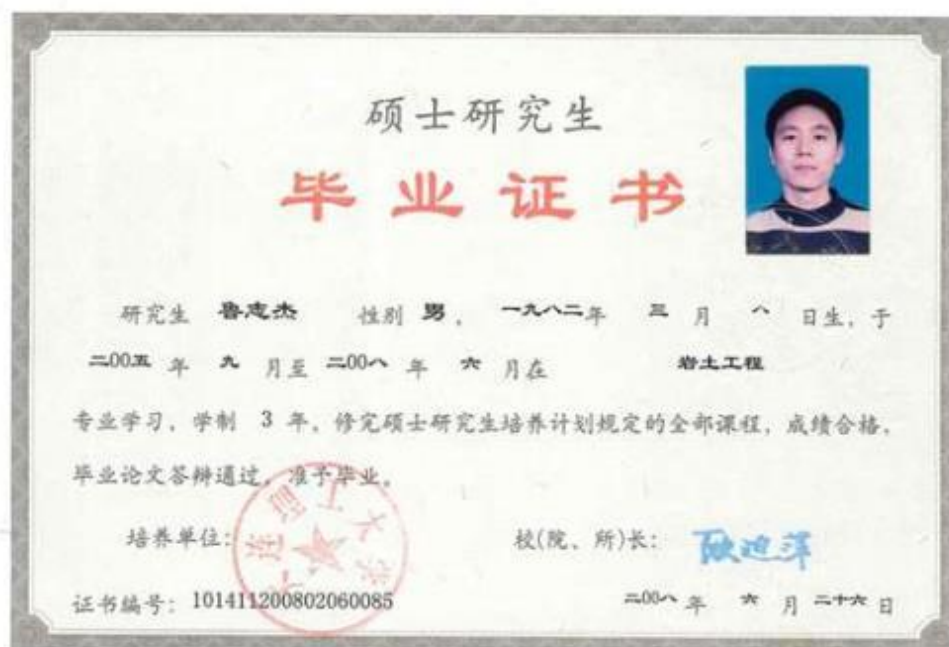 硕士研究生
毕业证书
研究生 鲁志杰 性别 男， 一九八二年 三 月 八 日生，于
二00五 年 九 月至 二00八 年 六 月在 岩土工程
专业学习，学制 3 年，修完硕士研究生培养计划规定的全部课程，成绩合格，
毕业论文答辩通过，准予毕业。
培养单位： 校(院、所)长：
大连理工大学
证书编号：101411200802060085 二00八 年 六 月 二十六 日